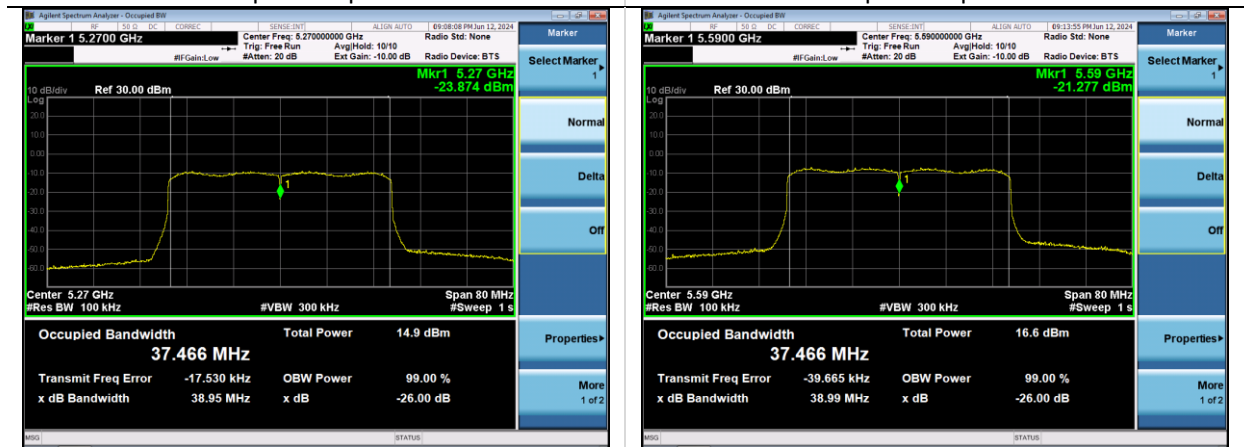 Agilent Spectrum Analyzer - Occupied BW
RF 50 Ω DC CORREC SENSE:INT ALIGN AUTO 09:08:08 PM Jun 12, 2024
Marker 1 5.2700 GHz
Center Freq: 5.270000000 GHz
Radio Std: None
Trig: Free Run Avg|Hold: 10/10
#IFGain:Low
#Atten: 20 dB Ext Gain: -10.00 dB Radio Device: BTS
Mkr1 5.27 GHz
-23.874 dBm
10 dB/div Ref 30.00 dBm
Log
20.0
10.0
0.00
-10.0
-20.0
-30.0
-40.0
-50.0
-60.0
1
Center 5.27 GHz Span 80 MHz
#Res BW 100 kHz #VBW 300 kHz #Sweep 1 s
Occupied Bandwidth Total Power 14.9 dBm
37.466 MHz
Transmit Freq Error -17.530 kHz OBW Power 99.00 %
x dB Bandwidth 38.95 MHz x dB -26.00 dB
MSG STATUS
Marker
Select Marker
1
Normal
Delta
Off
Properties
More
1 of 2
Agilent Spectrum Analyzer - Occupied BW
RF 50 Ω DC CORREC SENSE:INT ALIGN AUTO 09:13:55 PM Jun 12, 2024
Marker 1 5.5900 GHz
Center Freq: 5.590000000 GHz
Radio Std: None
Trig: Free Run Avg|Hold: 10/10
#IFGain:Low
#Atten: 20 dB Ext Gain: -10.00 dB Radio Device: BTS
Mkr1 5.59 GHz
-21.277 dBm
10 dB/div Ref 30.00 dBm
Log
20.0
10.0
0.00
-10.0
-20.0
-30.0
-40.0
-50.0
-60.0
1
Center 5.59 GHz Span 80 MHz
#Res BW 100 kHz #VBW 300 kHz #Sweep 1 s
Occupied Bandwidth Total Power 16.6 dBm
37.466 MHz
Transmit Freq Error -39.665 kHz OBW Power 99.00 %
x dB Bandwidth 38.99 MHz x dB -26.00 dB
MSG STATUS
Marker
Select Marker
1
Normal
Delta
Off
Properties
More
1 of 2